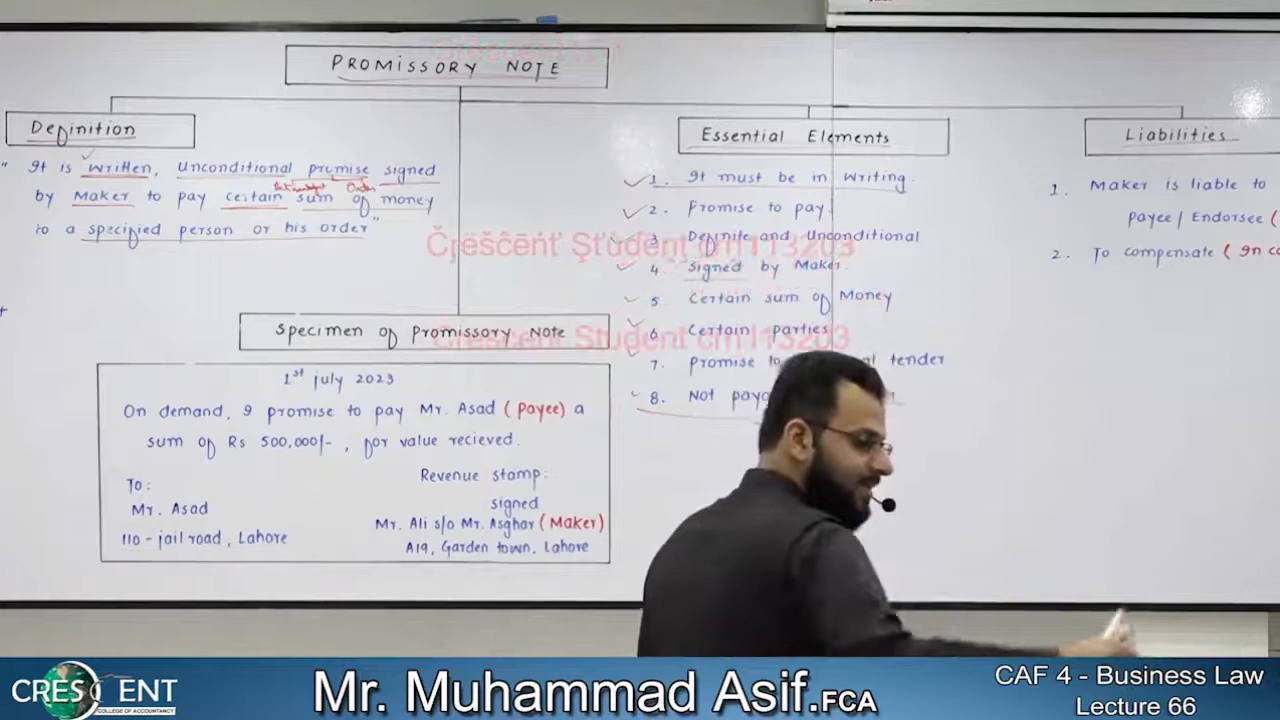 PROMISSORY NOTE
Definition
" It is written, Unconditional promise signed
by Maker to pay certain sum of money
to a specified person or his order"
Order
Specimen of Promissory Note
1st july 2023
On demand, I promise to pay Mr. Asad (Payee) a
sum of Rs 500,000/-, for value recieved.
To:
Mr. Asad
110 - jail road, Lahore
Revenue stamp:
signed
Mr. Ali s/o Mr. Asghar (Maker)
A19, Garden town, Lahore
Essential Elements
1. It must be in writing.
2. Promise to pay.
3 Definite and Unconditional
4 Signed by Maker.
5 Certain sum of Money
6 Certain parties
7. Promise to tender
8. Not
Liabilities
1. Maker is liable to
payee/ Endorsee (
2. To compensate (In
Crescent Student crn113203
Crescent Student crn113203
CRESCENT
COLLEGE OF ACCOUNTANCY
Mr. Muhammad Asif.FCA
CAF 4 - Business Law
Lecture 66